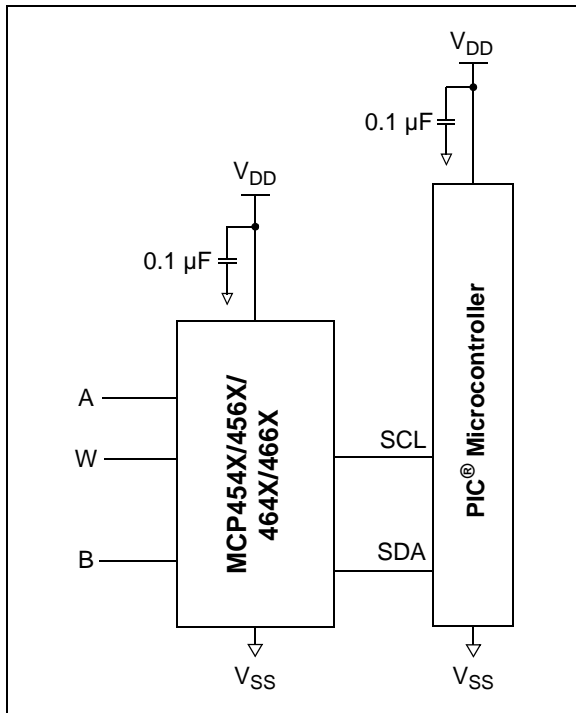 V_DD
0.1 µF
V_DD
0.1 µF
A
W
B
MCP454X/456X/
464X/466X
SCL
SDA
PIC® Microcontroller
V_SS
V_SS